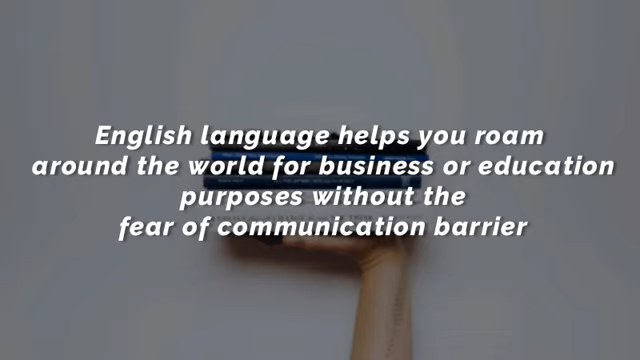 English language helps you roam
around the world for business or education
purposes without the
fear of communication barrier